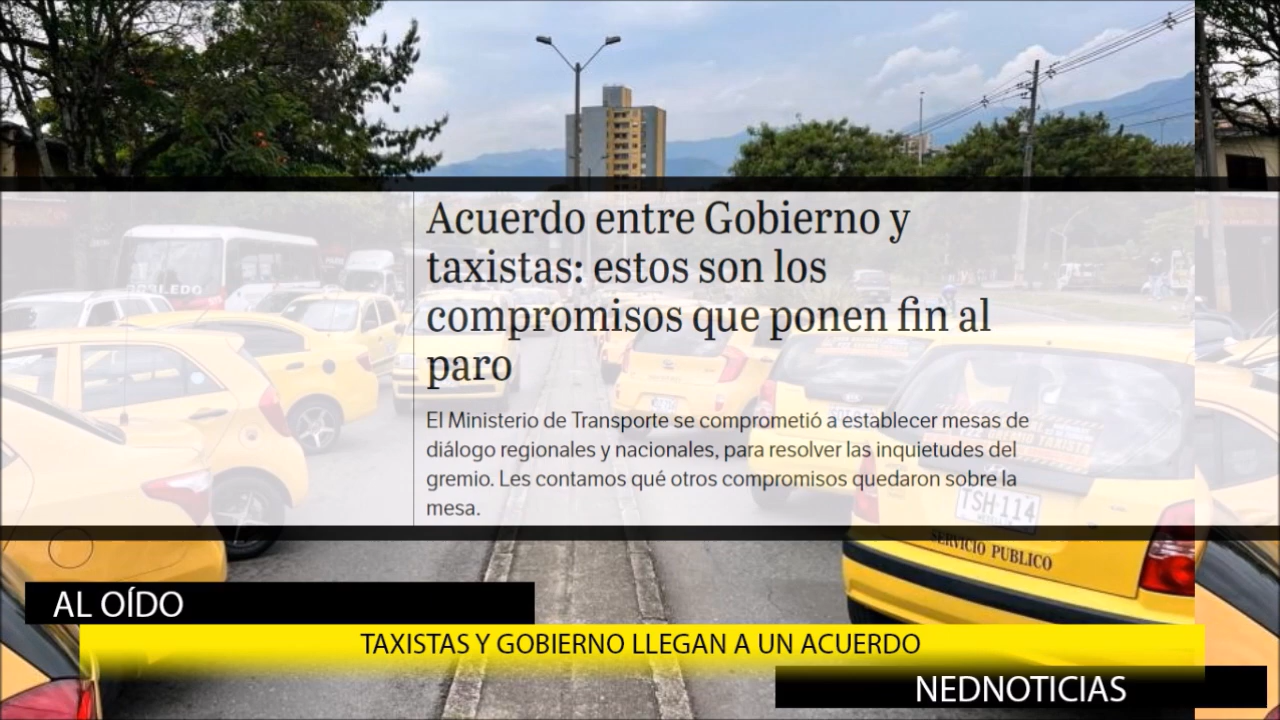 Acuerdo entre Gobierno y
taxistas: estos son los
compromisos que ponen fin al
paro
El Ministerio de Transporte se comprometió a establecer mesas de
diálogo regionales y nacionales, para resolver las inquietudes del
gremio. Les contamos qué otros compromisos quedaron sobre la
mesa.
TSH-114
SERVICIO PUBLICO
AL OÍDO
TAXISTAS Y GOBIERNO LLEGAN A UN ACUERDO
NEDNOTICIAS